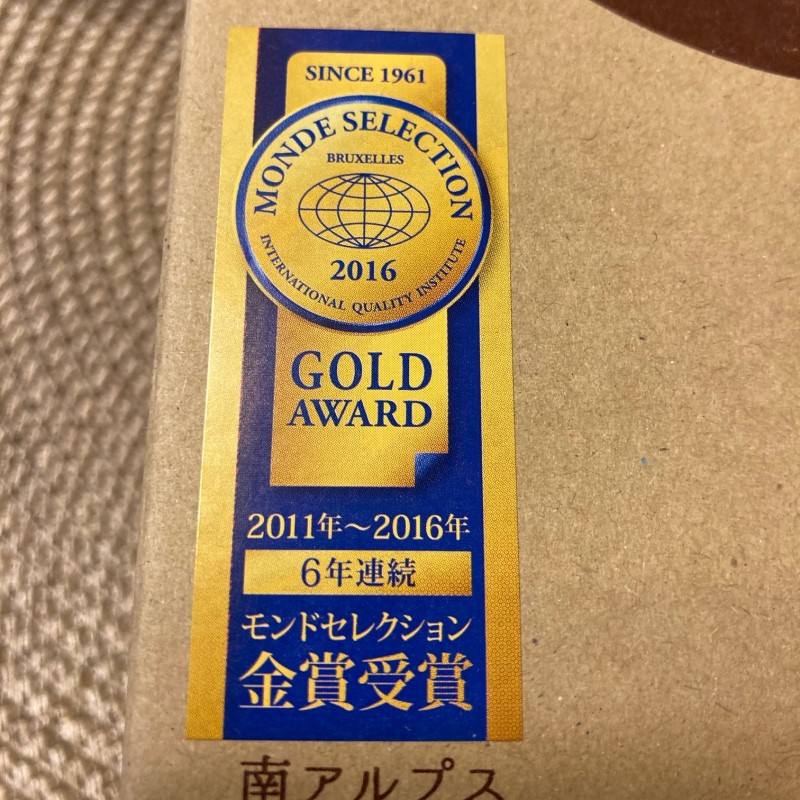 SINCE 1961
MONDE SELECTION
BRUXELLES
2016
INTERNATIONAL QUALITY INSTITUTE
GOLD
AWARD
2011年～2016年
6年連続
モンドセレクション
金賞受賞
南アルプス